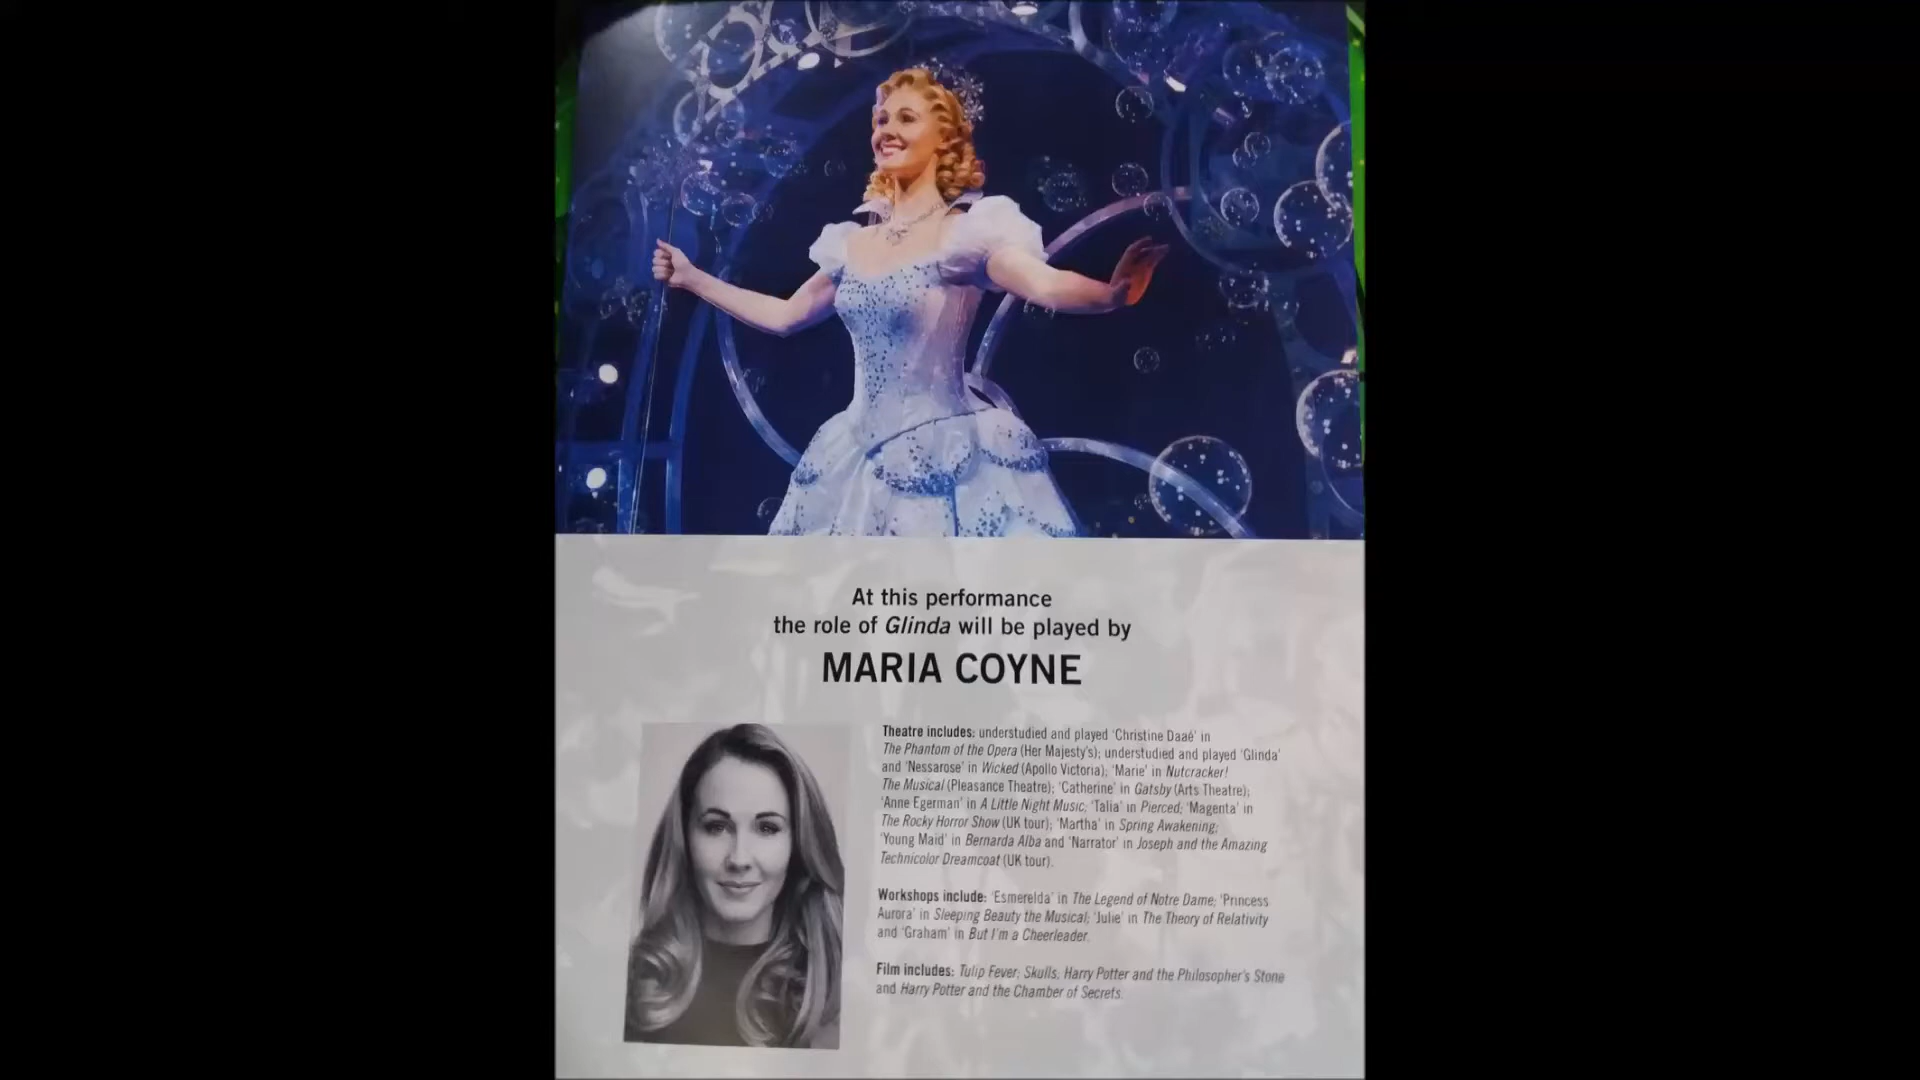 At this performance
the role of Glinda will be played by
MARIA COYNE
Theatre includes: understudied and played ‘Christine Daaé’ in
The Phantom of the Opera (Her Majesty’s); understudied and played ‘Glinda’
and ‘Nessarose’ in Wicked (Apollo Victoria); ‘Marie’ in Nutcracker!
The Musical (Pleasance Theatre); ‘Catherine’ in Gatsby (Arts Theatre);
‘Anne Egerman’ in A Little Night Music; ‘Talia’ in Pierced; ‘Magenta’ in
The Rocky Horror Show (UK tour); ‘Martha’ in Spring Awakening;
‘Young Maid’ in Bernarda Alba and ‘Narrator’ in Joseph and the Amazing
Technicolor Dreamcoat (UK tour).
Workshops include: ‘Esmerelda’ in The Legend of Notre Dame; ‘Princess
Aurora’ in Sleeping Beauty the Musical; ‘Julie’ in The Theory of Relativity
and ‘Graham’ in But I’m a Cheerleader.
Film includes: Tulip Fever; Skulls; Harry Potter and the Philosopher’s Stone
and Harry Potter and the Chamber of Secrets.